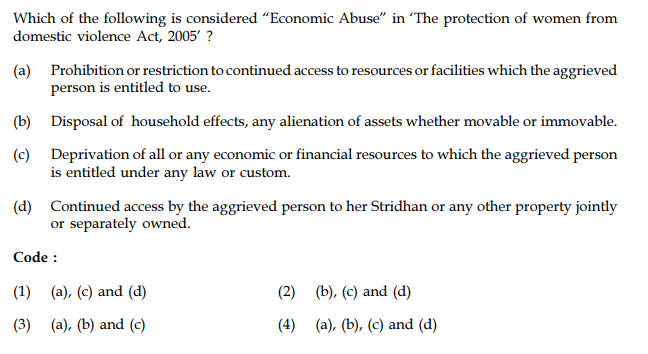 Which of the following is considered “Economic Abuse” in ‘The protection of women from
domestic violence Act, 2005’ ?
(a) Prohibition or restriction to continued access to resources or facilities which the aggrieved
person is entitled to use.
(b) Disposal of household effects, any alienation of assets whether movable or immovable.
(c) Deprivation of all or any economic or financial resources to which the aggrieved person
is entitled under any law or custom.
(d) Continued access by the aggrieved person to her Stridhan or any other property jointly
or separately owned.
Code :
(1) (a), (c) and (d) (2) (b), (c) and (d)
(3) (a), (b) and (c) (4) (a), (b), (c) and (d)